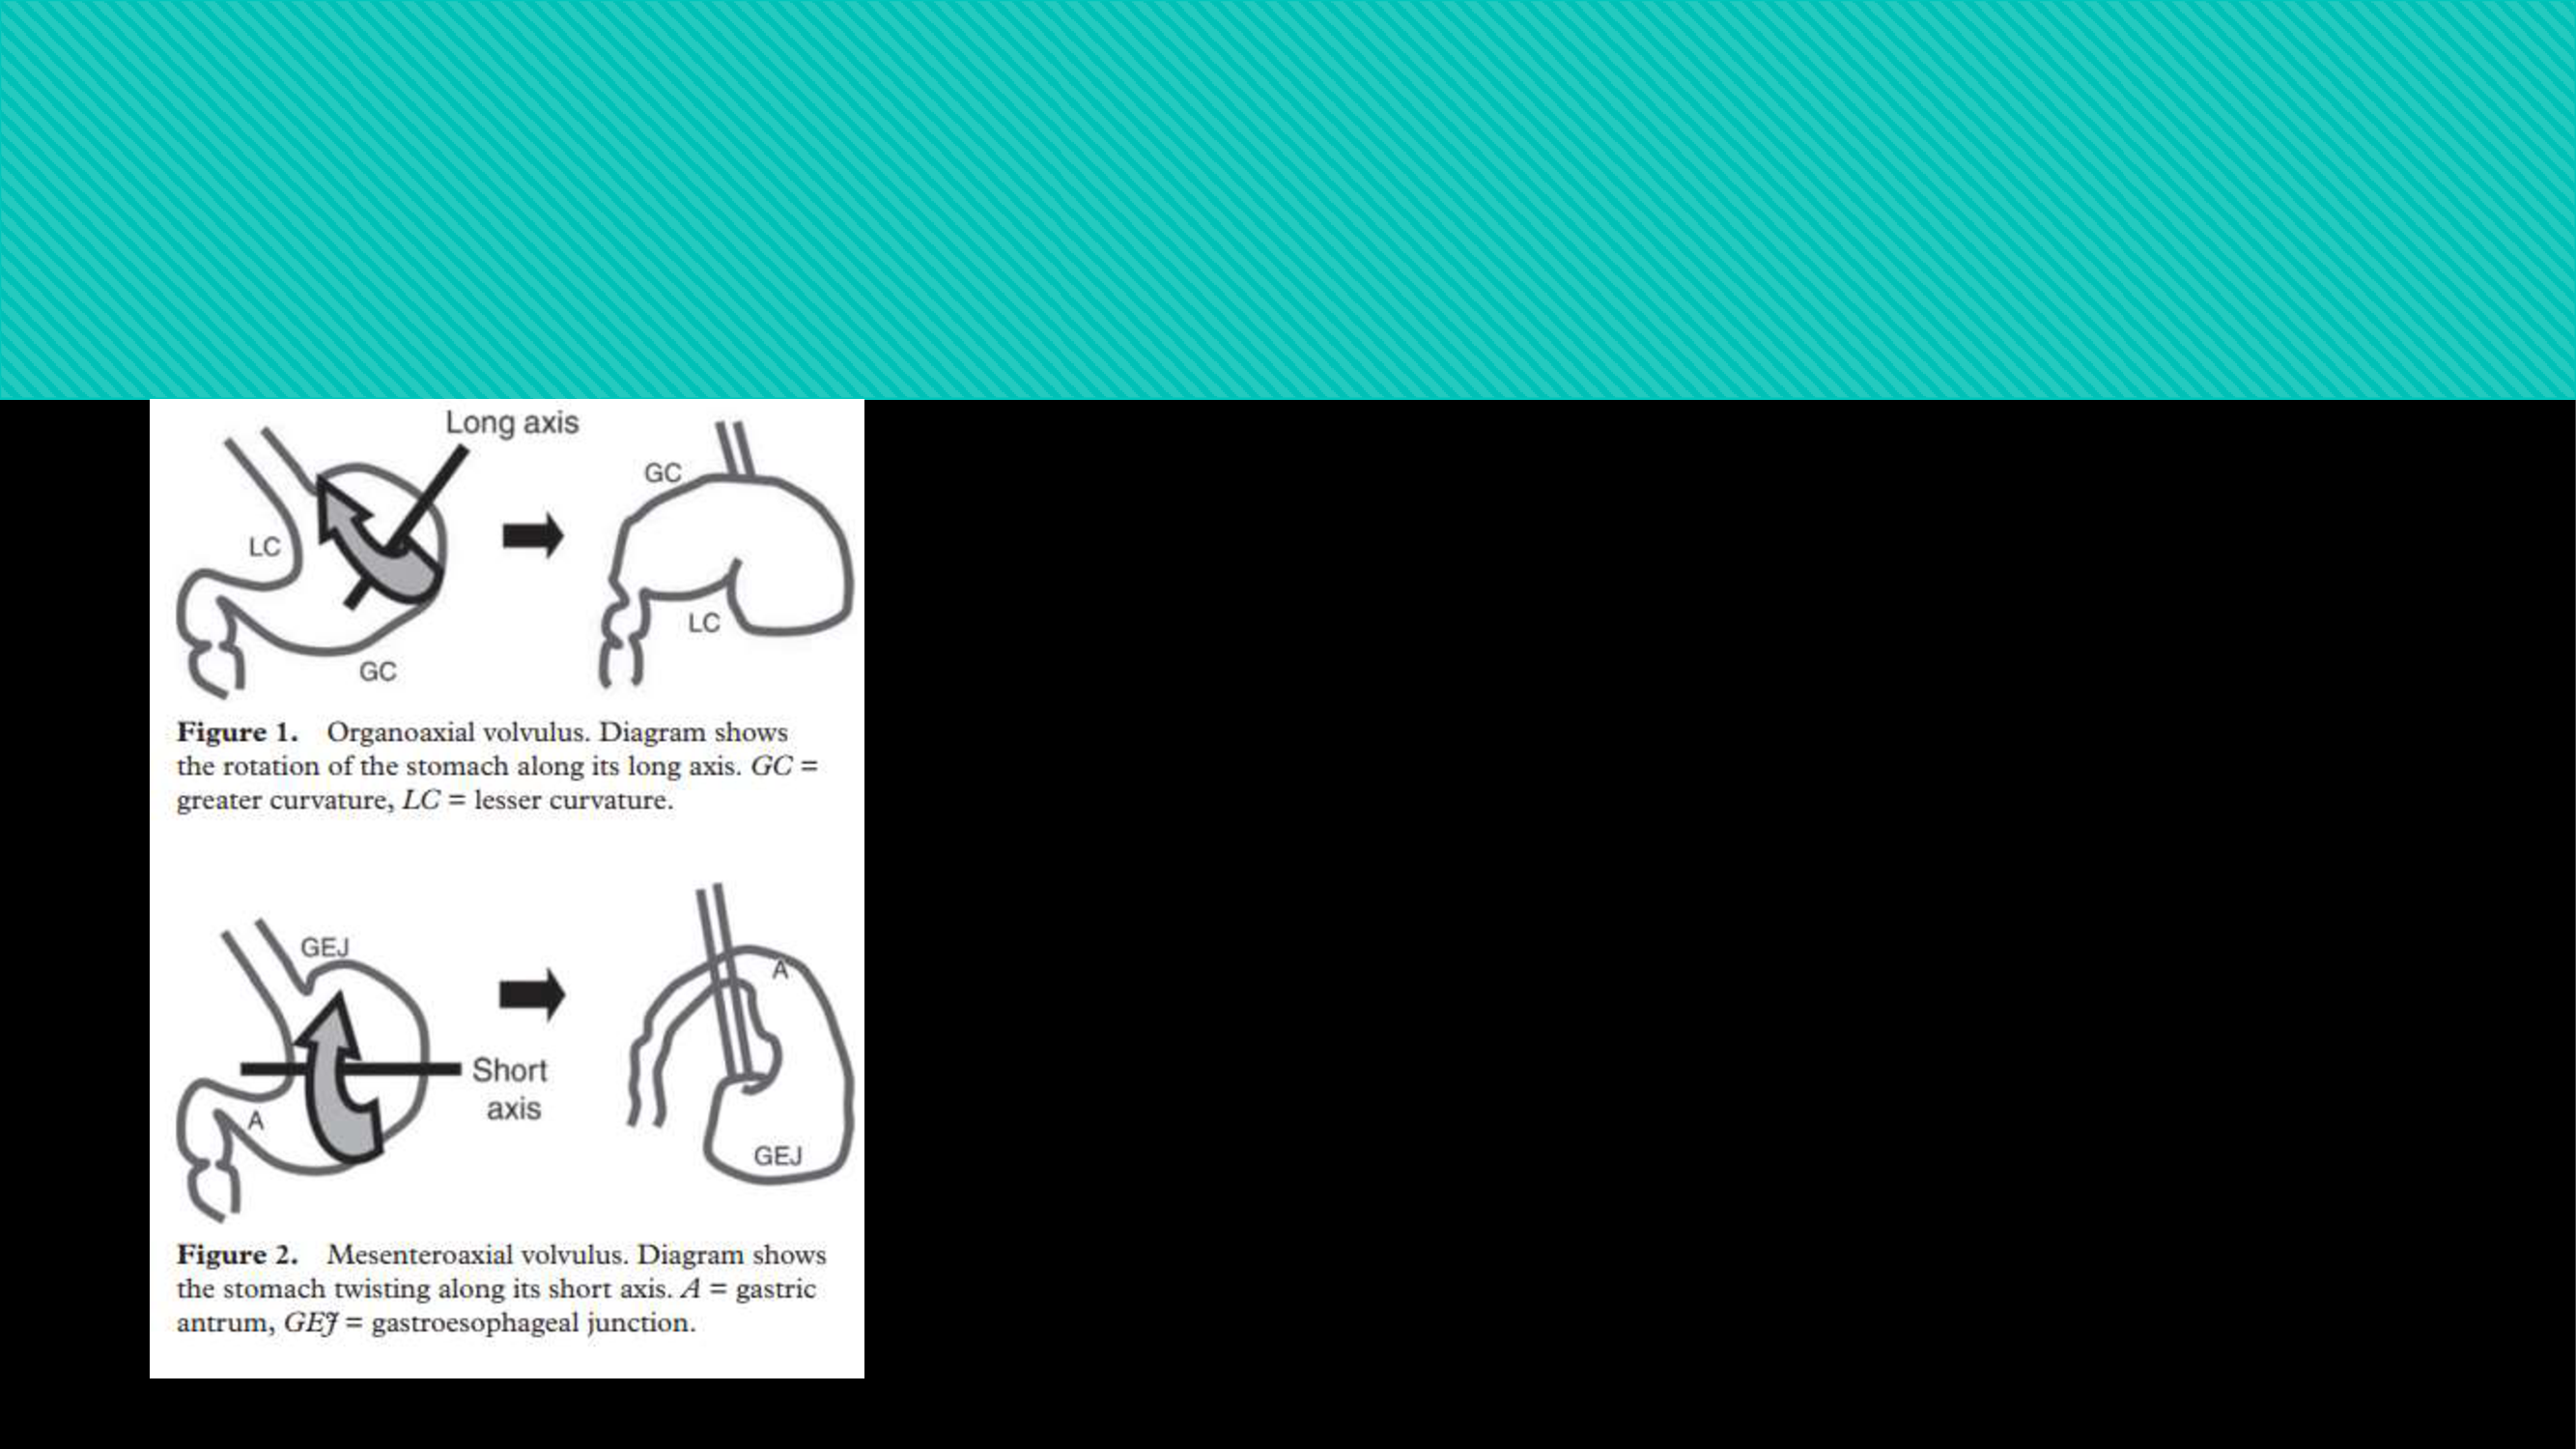 Long axis
GC
LC
LC
GC
Figure 1. Organoaxial volvulus. Diagram shows
the rotation of the stomach along its long axis. GC =
greater curvature, LC = lesser curvature.
GEJ
A
Short
axis
A
GEJ
Figure 2. Mesenteroaxial volvulus. Diagram shows
the stomach twisting along its short axis. A = gastric
antrum, GEJ = gastroesophageal junction.